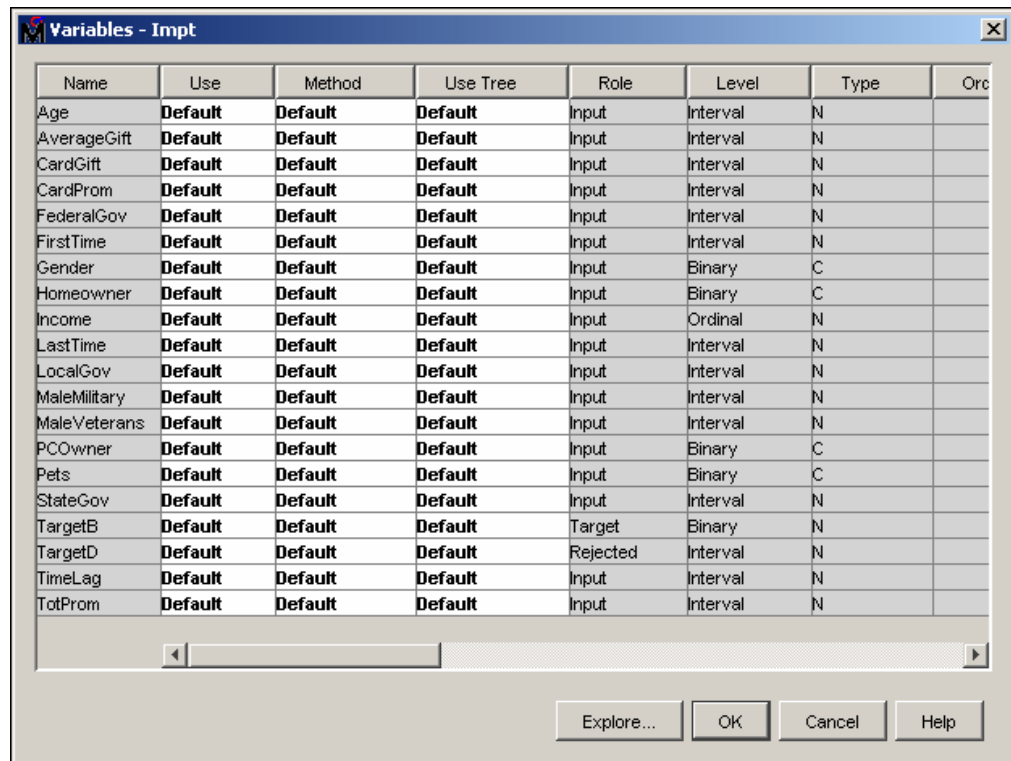 Variables - Impt
Name Use Method Use Tree Role Level Type Orc
Age Default Default Default Input Interval N
AverageGift Default Default Default Input Interval N
CardGift Default Default Default Input Interval N
CardProm Default Default Default Input Interval N
FederalGov Default Default Default Input Interval N
FirstTime Default Default Default Input Interval N
Gender Default Default Default Input Binary C
Homeowner Default Default Default Input Binary C
Income Default Default Default Input Ordinal N
LastTime Default Default Default Input Interval N
LocalGov Default Default Default Input Interval N
MaleMilitary Default Default Default Input Interval N
MaleVeterans Default Default Default Input Interval N
PCOwner Default Default Default Input Binary C
Pets Default Default Default Input Binary C
StateGov Default Default Default Input Interval N
TargetB Default Default Default Target Binary N
TargetD Default Default Default Rejected Interval N
TimeLag Default Default Default Input Interval N
TotProm Default Default Default Input Interval N
Explore... OK Cancel Help